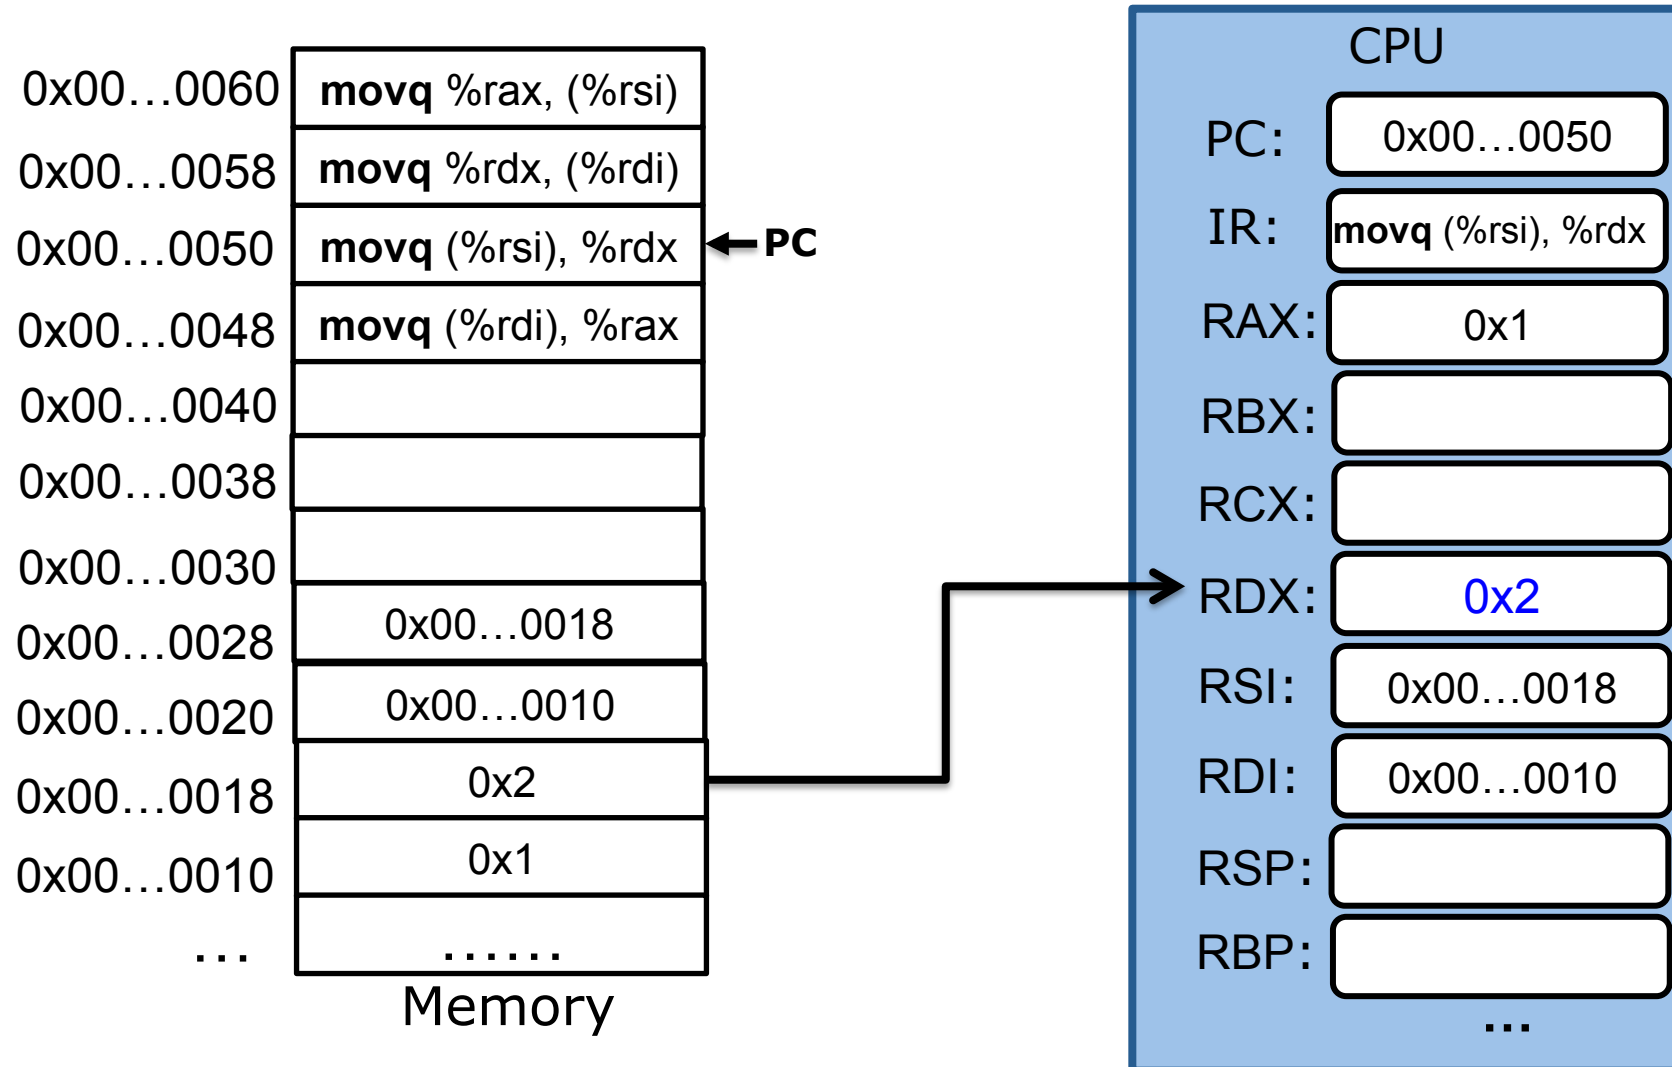 0x00…0060 movq %rax, (%rsi)
0x00…0058 movq %rdx, (%rdi)
0x00…0050 movq (%rsi), %rdx PC
0x00…0048 movq (%rdi), %rax
0x00…0040
0x00…0038
0x00…0030
0x00…0028 0x00…0018
0x00…0020 0x00…0010
0x00…0018 0x2
0x00…0010 0x1
… ……
Memory
CPU
PC: 0x00…0050
IR: movq (%rsi), %rdx
RAX: 0x1
RBX:
RCX:
RDX: 0x2
RSI: 0x00…0018
RDI: 0x00…0010
RSP:
RBP:
…